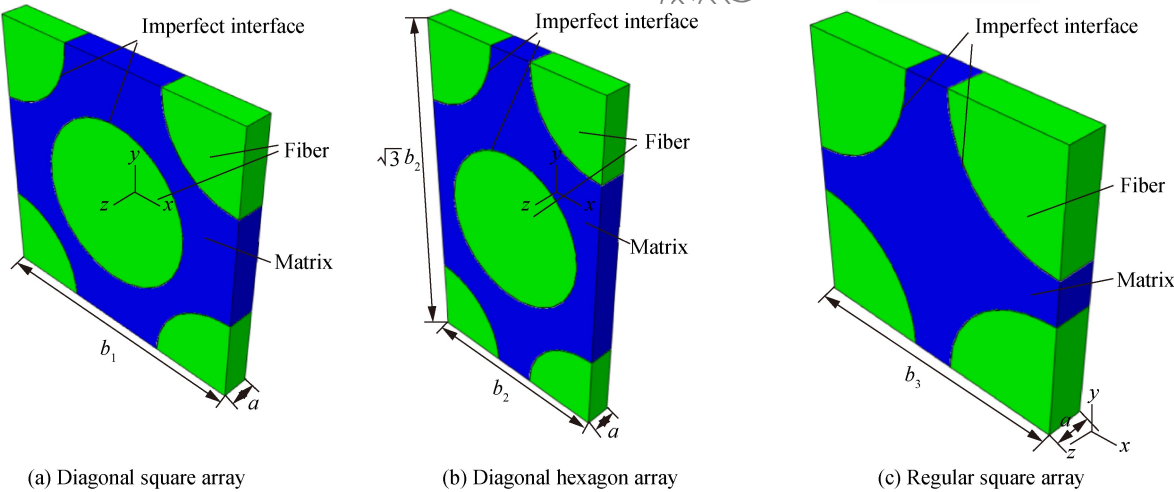 Imperfect interface
Fiber
y
z
x
Matrix
b1
a
(a) Diagonal square array
Imperfect interface
√3 b2
Fiber
y
z
x
Matrix
b2
a
(b) Diagonal hexagon array
Imperfect interface
Fiber
Matrix
b3
a
y
z
x
(c) Regular square array